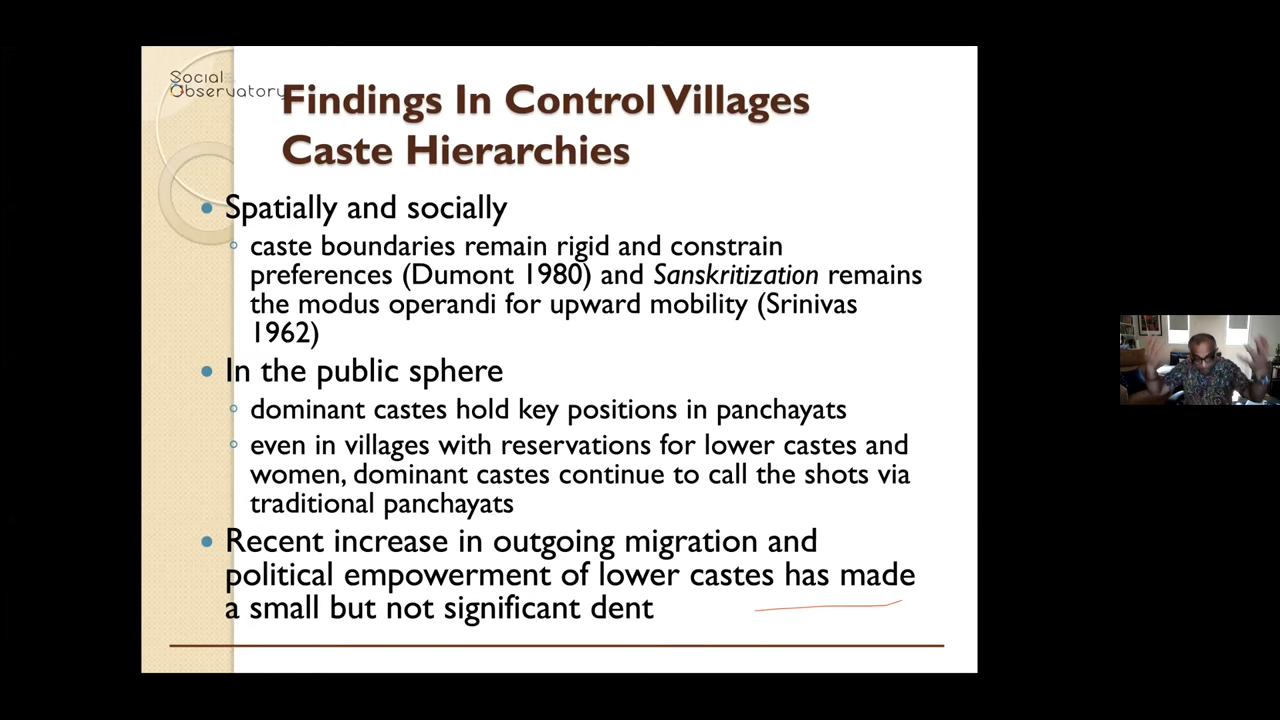 Social
Observatory
Findings In Control Villages
Caste Hierarchies
Spatially and socially
caste boundaries remain rigid and constrain
preferences (Dumont 1980) and Sanskritization remains
the modus operandi for upward mobility (Srinivas
1962)
In the public sphere
dominant castes hold key positions in panchayats
even in villages with reservations for lower castes and
women, dominant castes continue to call the shots via
traditional panchayats
Recent increase in outgoing migration and
political empowerment of lower castes has made
a small but not significant dent